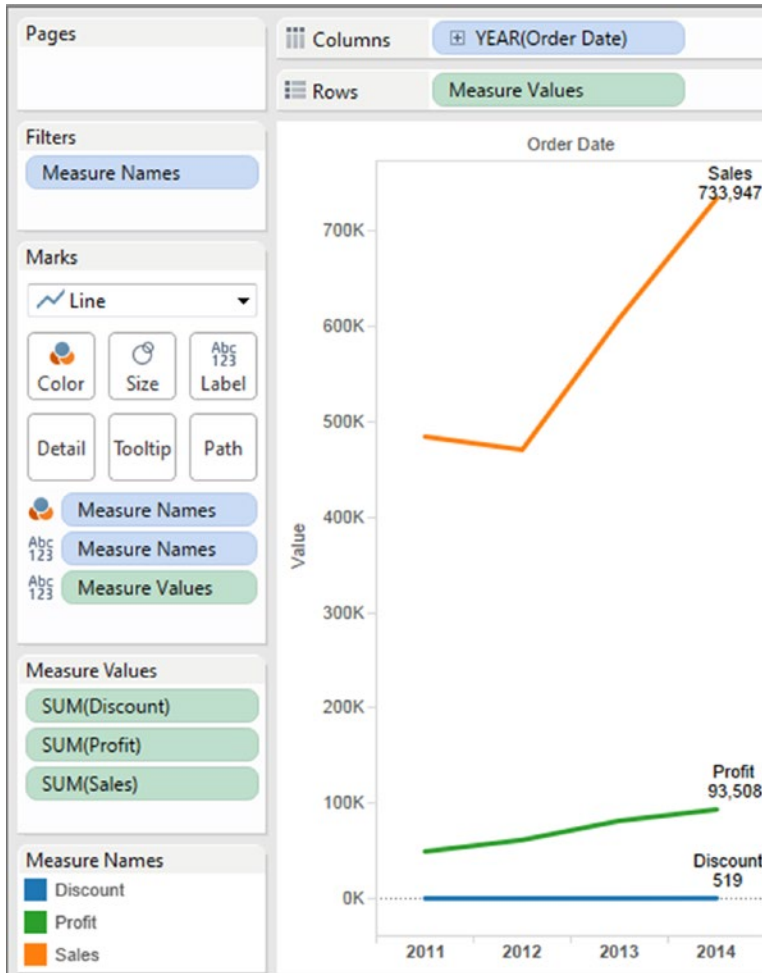 Pages
Columns
YEAR(Order Date)
Rows
Measure Values
Filters
Measure Names
Marks
Line
Color
Size
Abc
123
Label
Detail
Tooltip
Path
Measure Names
Abc
123
Measure Names
Abc
123
Measure Values
Measure Values
SUM(Discount)
SUM(Profit)
SUM(Sales)
Measure Names
Discount
Profit
Sales
Order Date
Sales
733,947
700K
600K
500K
400K
Value
300K
200K
Profit
93,508
100K
Discount
519
0K
2011 2012 2013 2014